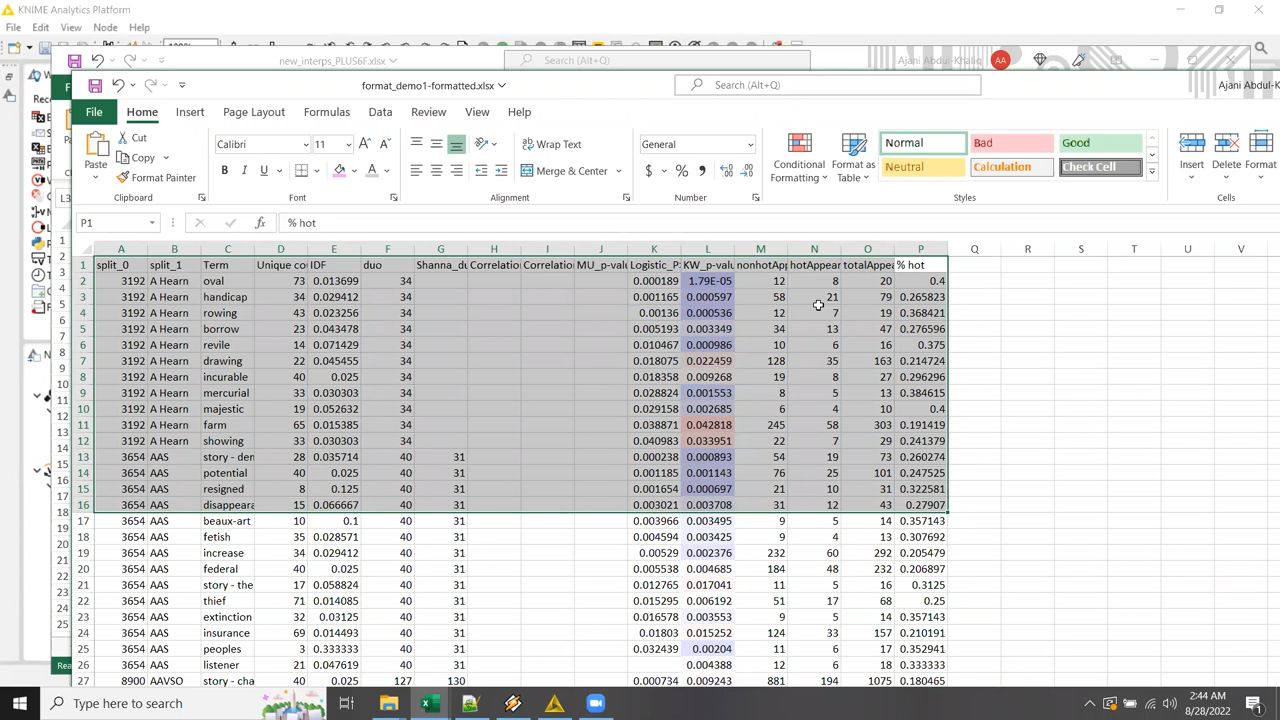 KNIME Analytics Platform
File Edit View Node Help
new_interps_PLUS6F.xlsx Search (Alt+Q) Ajani Abdul-Khaliq AA
format_demo1-formatted.xlsx Search (Alt+Q) Ajani Abdul-K
File Home Insert Page Layout Formulas Data Review View Help
Paste Cut Copy Format Painter Clipboard
Calibri 11 B I U Font
Wrap Text Merge & Center Alignment
General $ % Number
Conditional Formatting Format as Table Normal Bad Good Neutral Calculation Check Cell Styles
Insert Delete Format Cells
P1 fx % hot
A B C D E F G H I J K L M N O P Q R S T U V
1 split_0 split_1 Term Unique co IDF duo Shanna_du Correlation Correlation MU_p-valu Logistic_P: KW_p-valu nonhotApp hotAppear totalAppea % hot
2 3192 A Hearn oval 73 0.013699 34 0.000189 1.79E-05 12 8 20 0.4
3 3192 A Hearn handicap 34 0.029412 34 0.001165 0.000597 58 21 79 0.265823
4 3192 A Hearn rowing 43 0.023256 34 0.00136 0.000536 12 7 19 0.368421
5 3192 A Hearn borrow 23 0.043478 34 0.005193 0.003349 34 13 47 0.276596
6 3192 A Hearn revile 14 0.071429 34 0.010467 0.000986 10 6 16 0.375
7 3192 A Hearn drawing 22 0.045455 34 0.018075 0.022459 128 35 163 0.214724
8 3192 A Hearn incurable 40 0.025 34 0.018358 0.009268 19 8 27 0.296296
9 3192 A Hearn mercurial 33 0.030303 34 0.028824 0.001553 8 5 13 0.384615
10 3192 A Hearn majestic 19 0.052632 34 0.029158 0.002685 6 4 10 0.4
11 3192 A Hearn farm 65 0.015385 34 0.038871 0.042818 245 58 303 0.191419
12 3192 A Hearn showing 33 0.030303 34 0.040983 0.033951 22 7 29 0.241379
13 3654 AAS story - den 28 0.035714 40 31 0.000238 0.000893 54 19 73 0.260274
14 3654 AAS potential 40 0.025 40 31 0.001185 0.001143 76 25 101 0.247525
15 3654 AAS resigned 8 0.125 40 31 0.001654 0.000697 21 10 31 0.322581
16 3654 AAS disappeara 15 0.066667 40 31 0.003021 0.003708 31 12 43 0.27907
17 3654 AAS beaux-art 10 0.1 40 31 0.003966 0.003495 9 5 14 0.357143
18 3654 AAS fetish 35 0.028571 40 31 0.004594 0.003425 9 4 13 0.307692
19 3654 AAS increase 34 0.029412 40 31 0.00529 0.002376 232 60 292 0.205479
20 3654 AAS federal 40 0.025 40 31 0.005538 0.004685 184 48 232 0.206897
21 3654 AAS story - the 17 0.058824 40 31 0.012765 0.017041 11 5 16 0.3125
22 3654 AAS thief 71 0.014085 40 31 0.015295 0.006192 51 17 68 0.25
23 3654 AAS extinction 32 0.03125 40 31 0.016578 0.003553 9 5 14 0.357143
24 3654 AAS insurance 69 0.014493 40 31 0.01803 0.015252 124 33 157 0.210191
25 3654 AAS peoples 3 0.333333 40 31 0.032439 0.00204 11 6 17 0.352941
26 3654 AAS listener 21 0.047619 40 31 0.004388 12 6 18 0.333333
27 8900 AAVSO story - cha 40 0.025 127 130 0.000734 0.009243 881 194 1075 0.180465
Type here to search
2:44 AM
8/28/2022